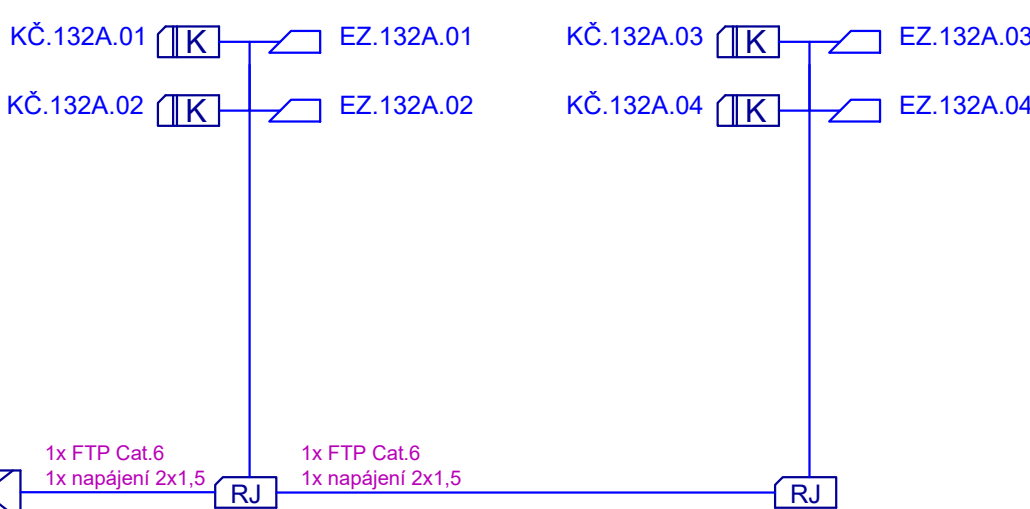 KČ.132A.01 K EZ.132A.01 KČ.132A.03 K EZ.132A.03
KČ.132A.02 K EZ.132A.02 KČ.132A.04 K EZ.132A.04
1x FTP Cat.6 1x FTP Cat.6
1x napájení 2x1,5 1x napájení 2x1,5
RJ RJ